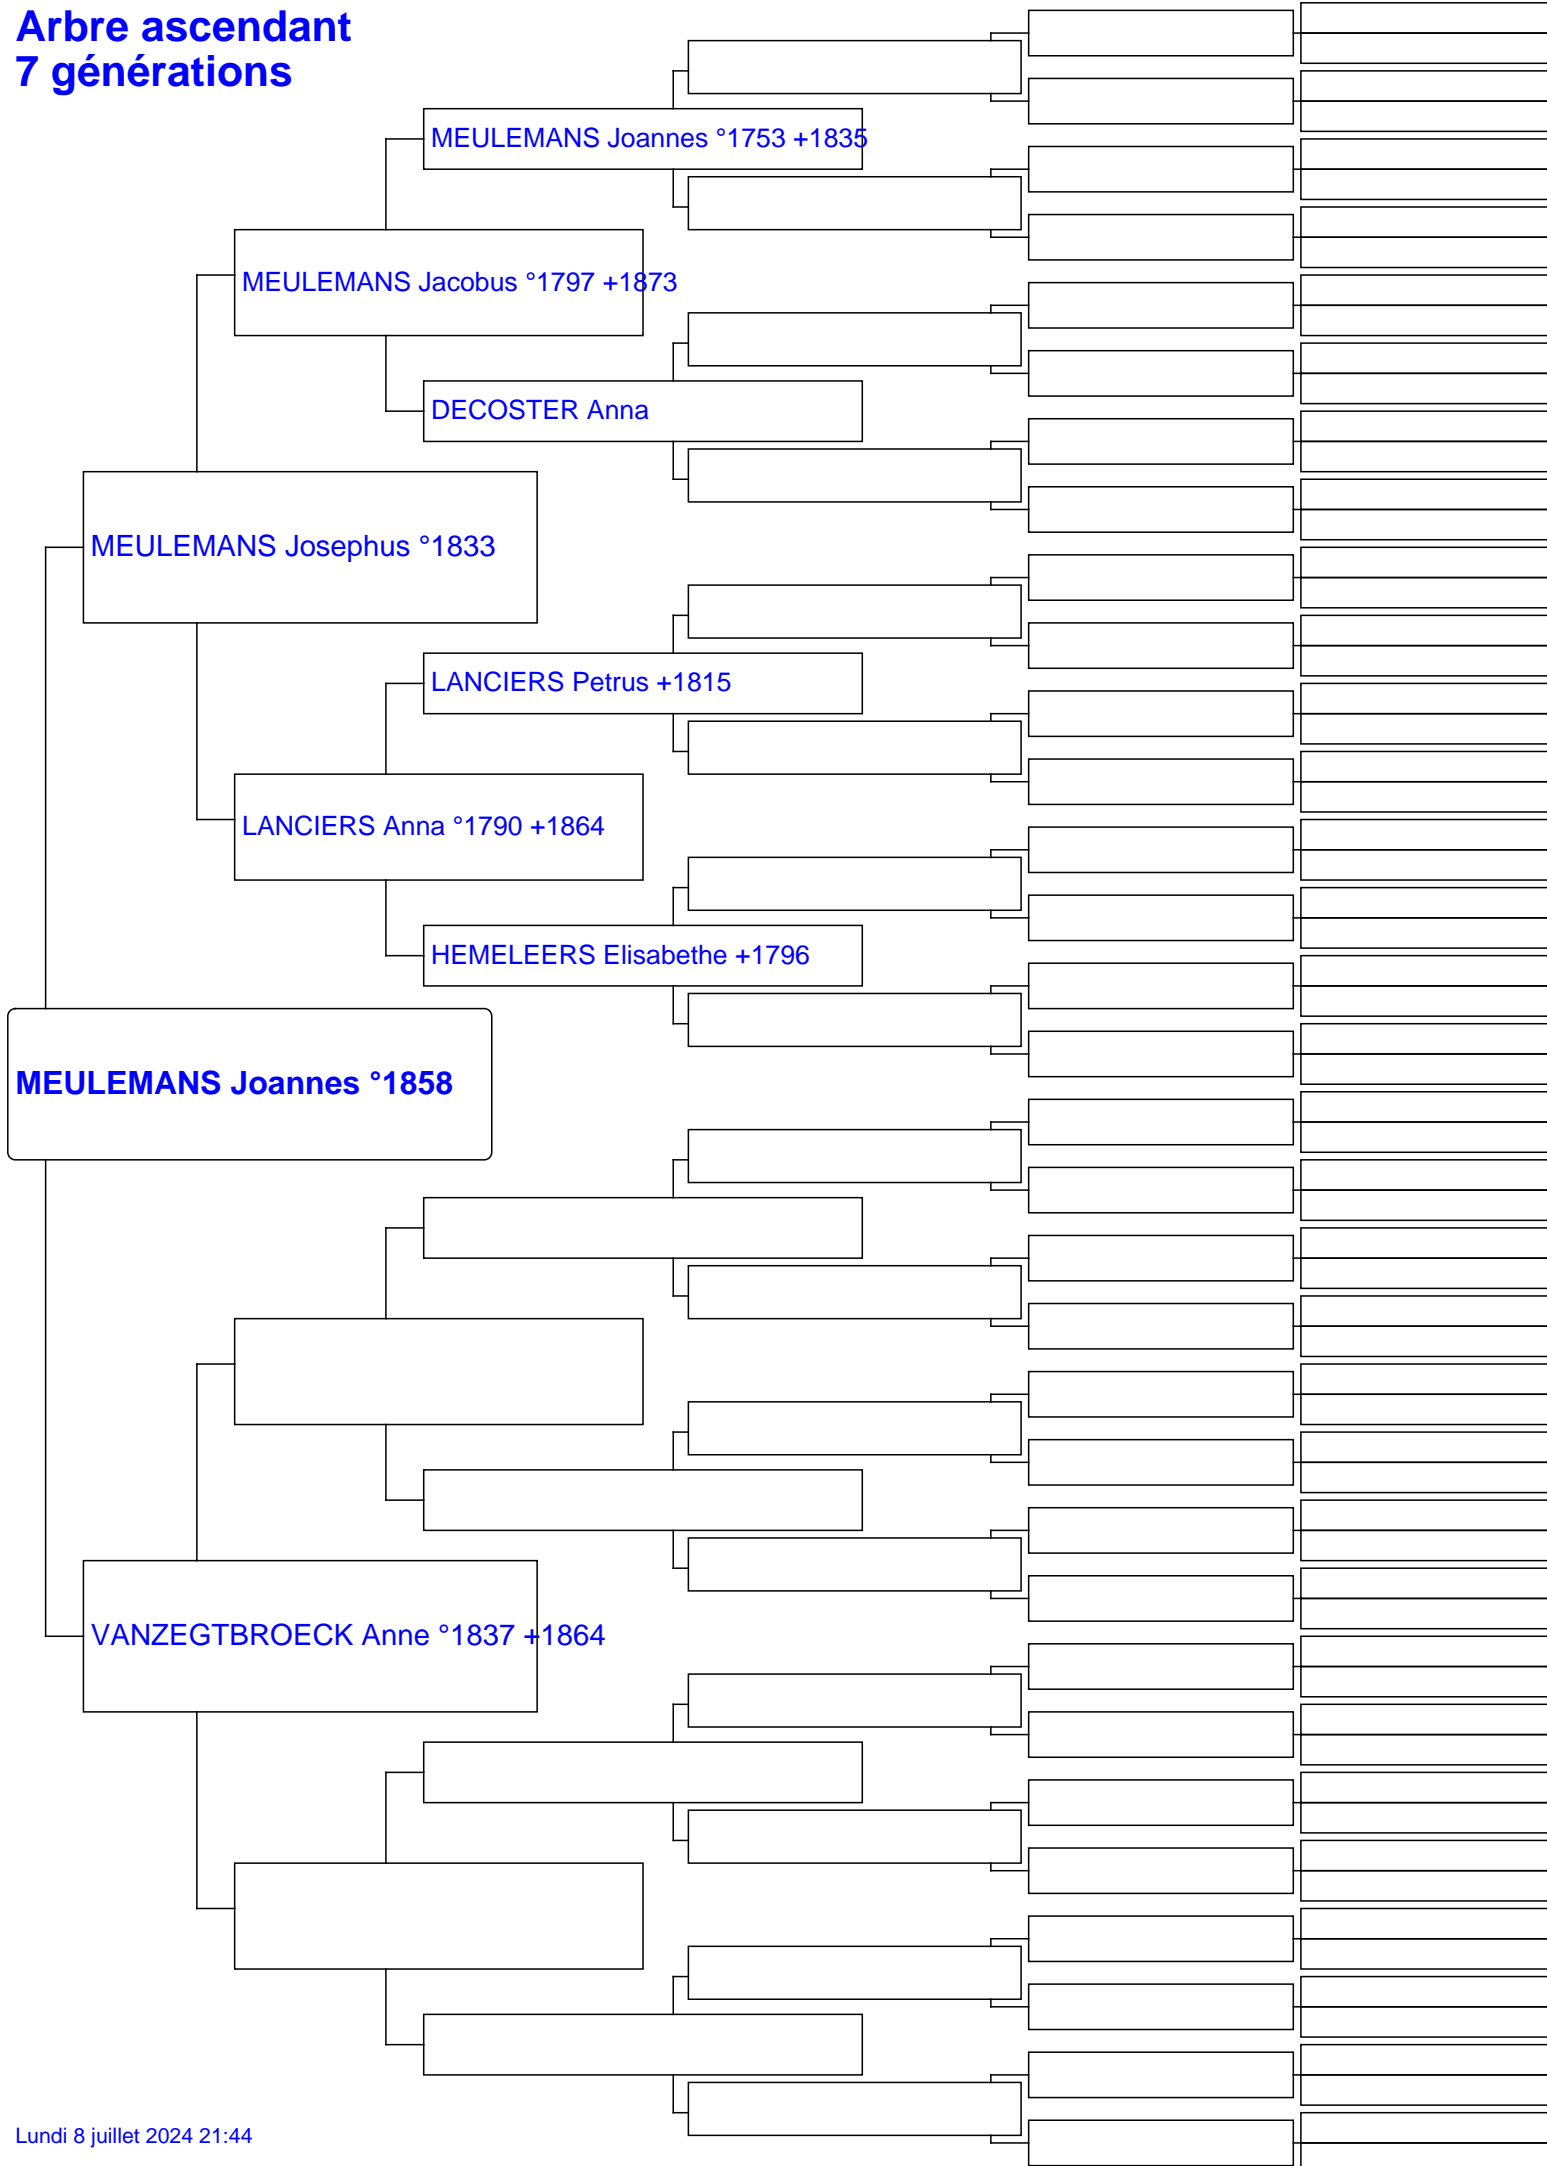 Arbre ascendant
7 générations
MEULEMANS Joannes °1753 +1835
MEULEMANS Jacobus °1797 +1873
DECOSTER Anna
MEULEMANS Josephus °1833
LANCIERS Petrus +1815
LANCIERS Anna °1790 +1864
HEMELEERS Elisabethe +1796
MEULEMANS Joannes °1858
VANZEGTBROECK Anne °1837 +1864
Lundi 8 juillet 2024 21:44